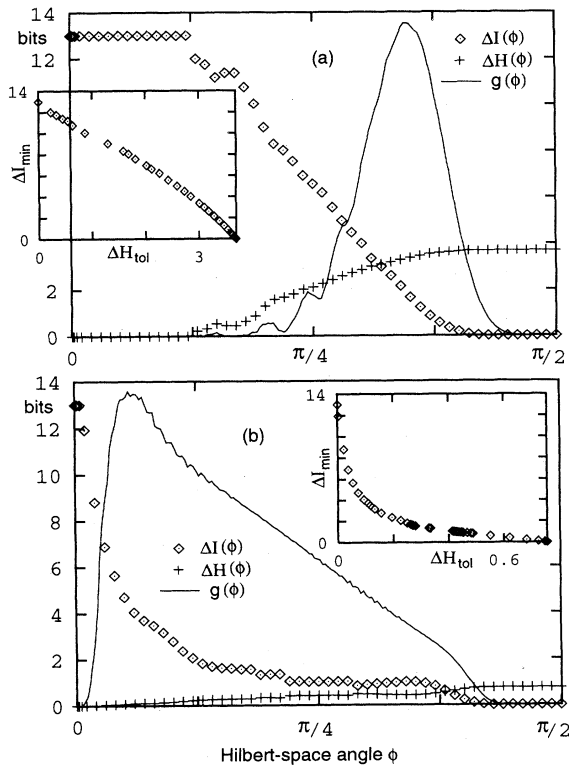 14
bits
12
(a)
◇ ΔI(φ)
+ ΔH(φ)
— g(φ)
14
ΔI_min
0
0 ΔH_tol 3
2
0
0 π/4 π/2
14
bits
12
10
8
6
4
2
0
(b)
◇ ΔI(φ)
+ ΔH(φ)
— g(φ)
14
ΔI_min
0
0 ΔH_tol 0.6
0 π/4 π/2
Hilbert-space angle φ